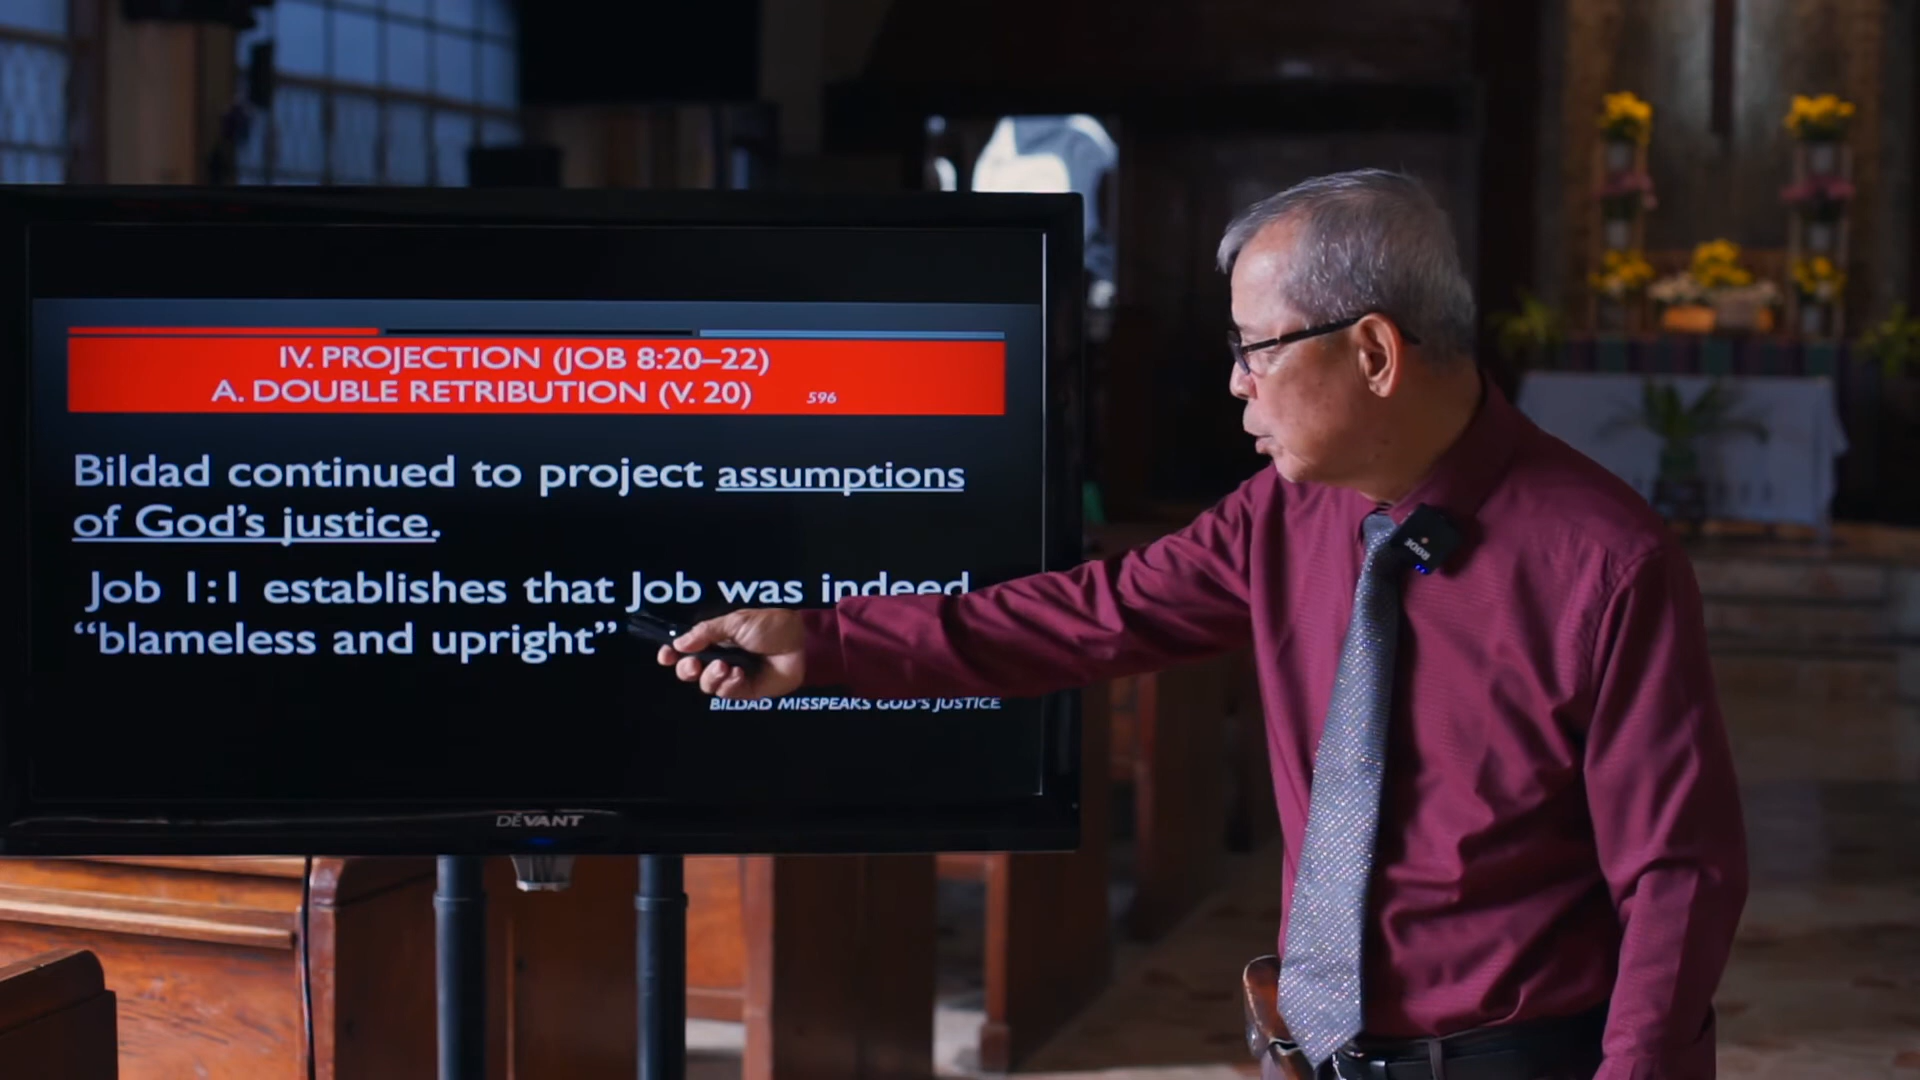 IV. PROJECTION (JOB 8:20–22)
A. DOUBLE RETRIBUTION (V. 20) 596
Bildad continued to project assumptions
of God's justice.
Job 1:1 establishes that Job was indeed
“blameless and upright”
BILDAD MISSPEAKS GOD'S JUSTICE
DEVANT
RODE